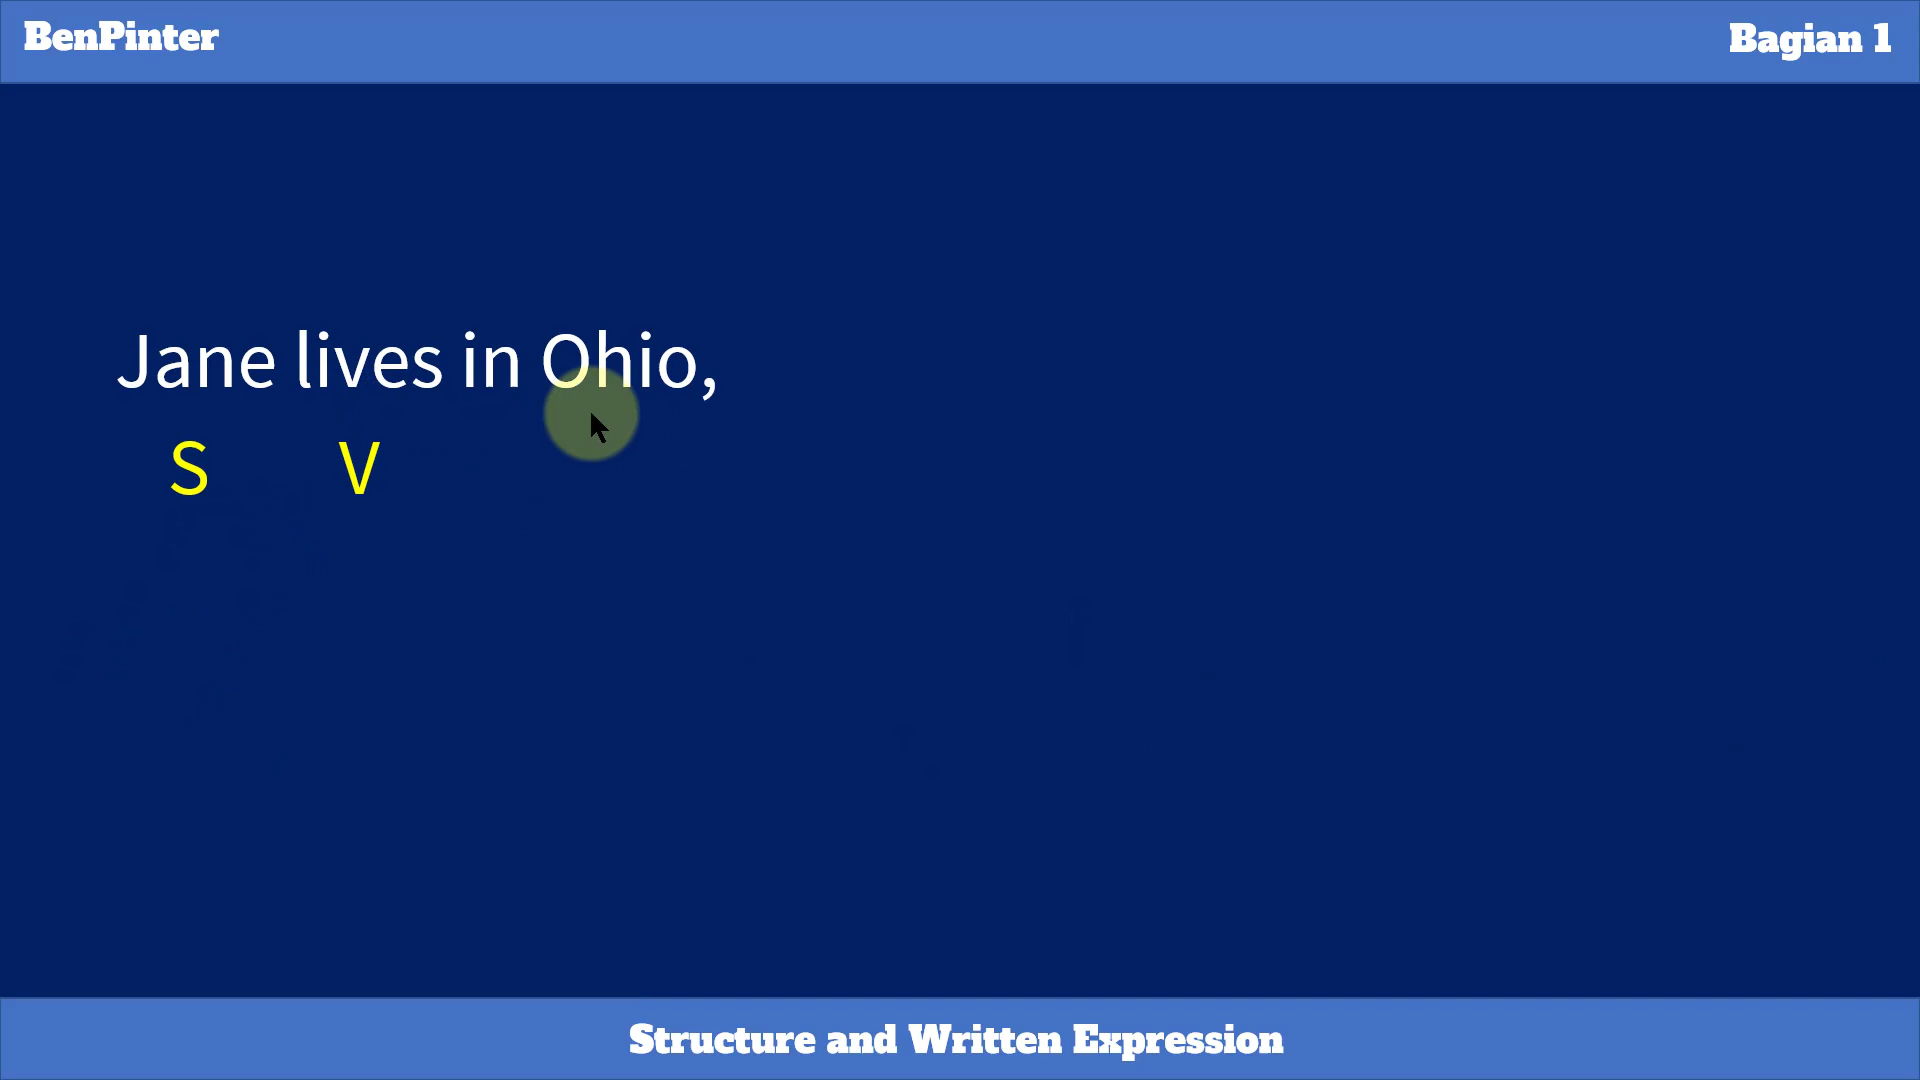 BenPinter
Bagian 1
Jane lives in Ohio,
S V
Structure and Written Expression